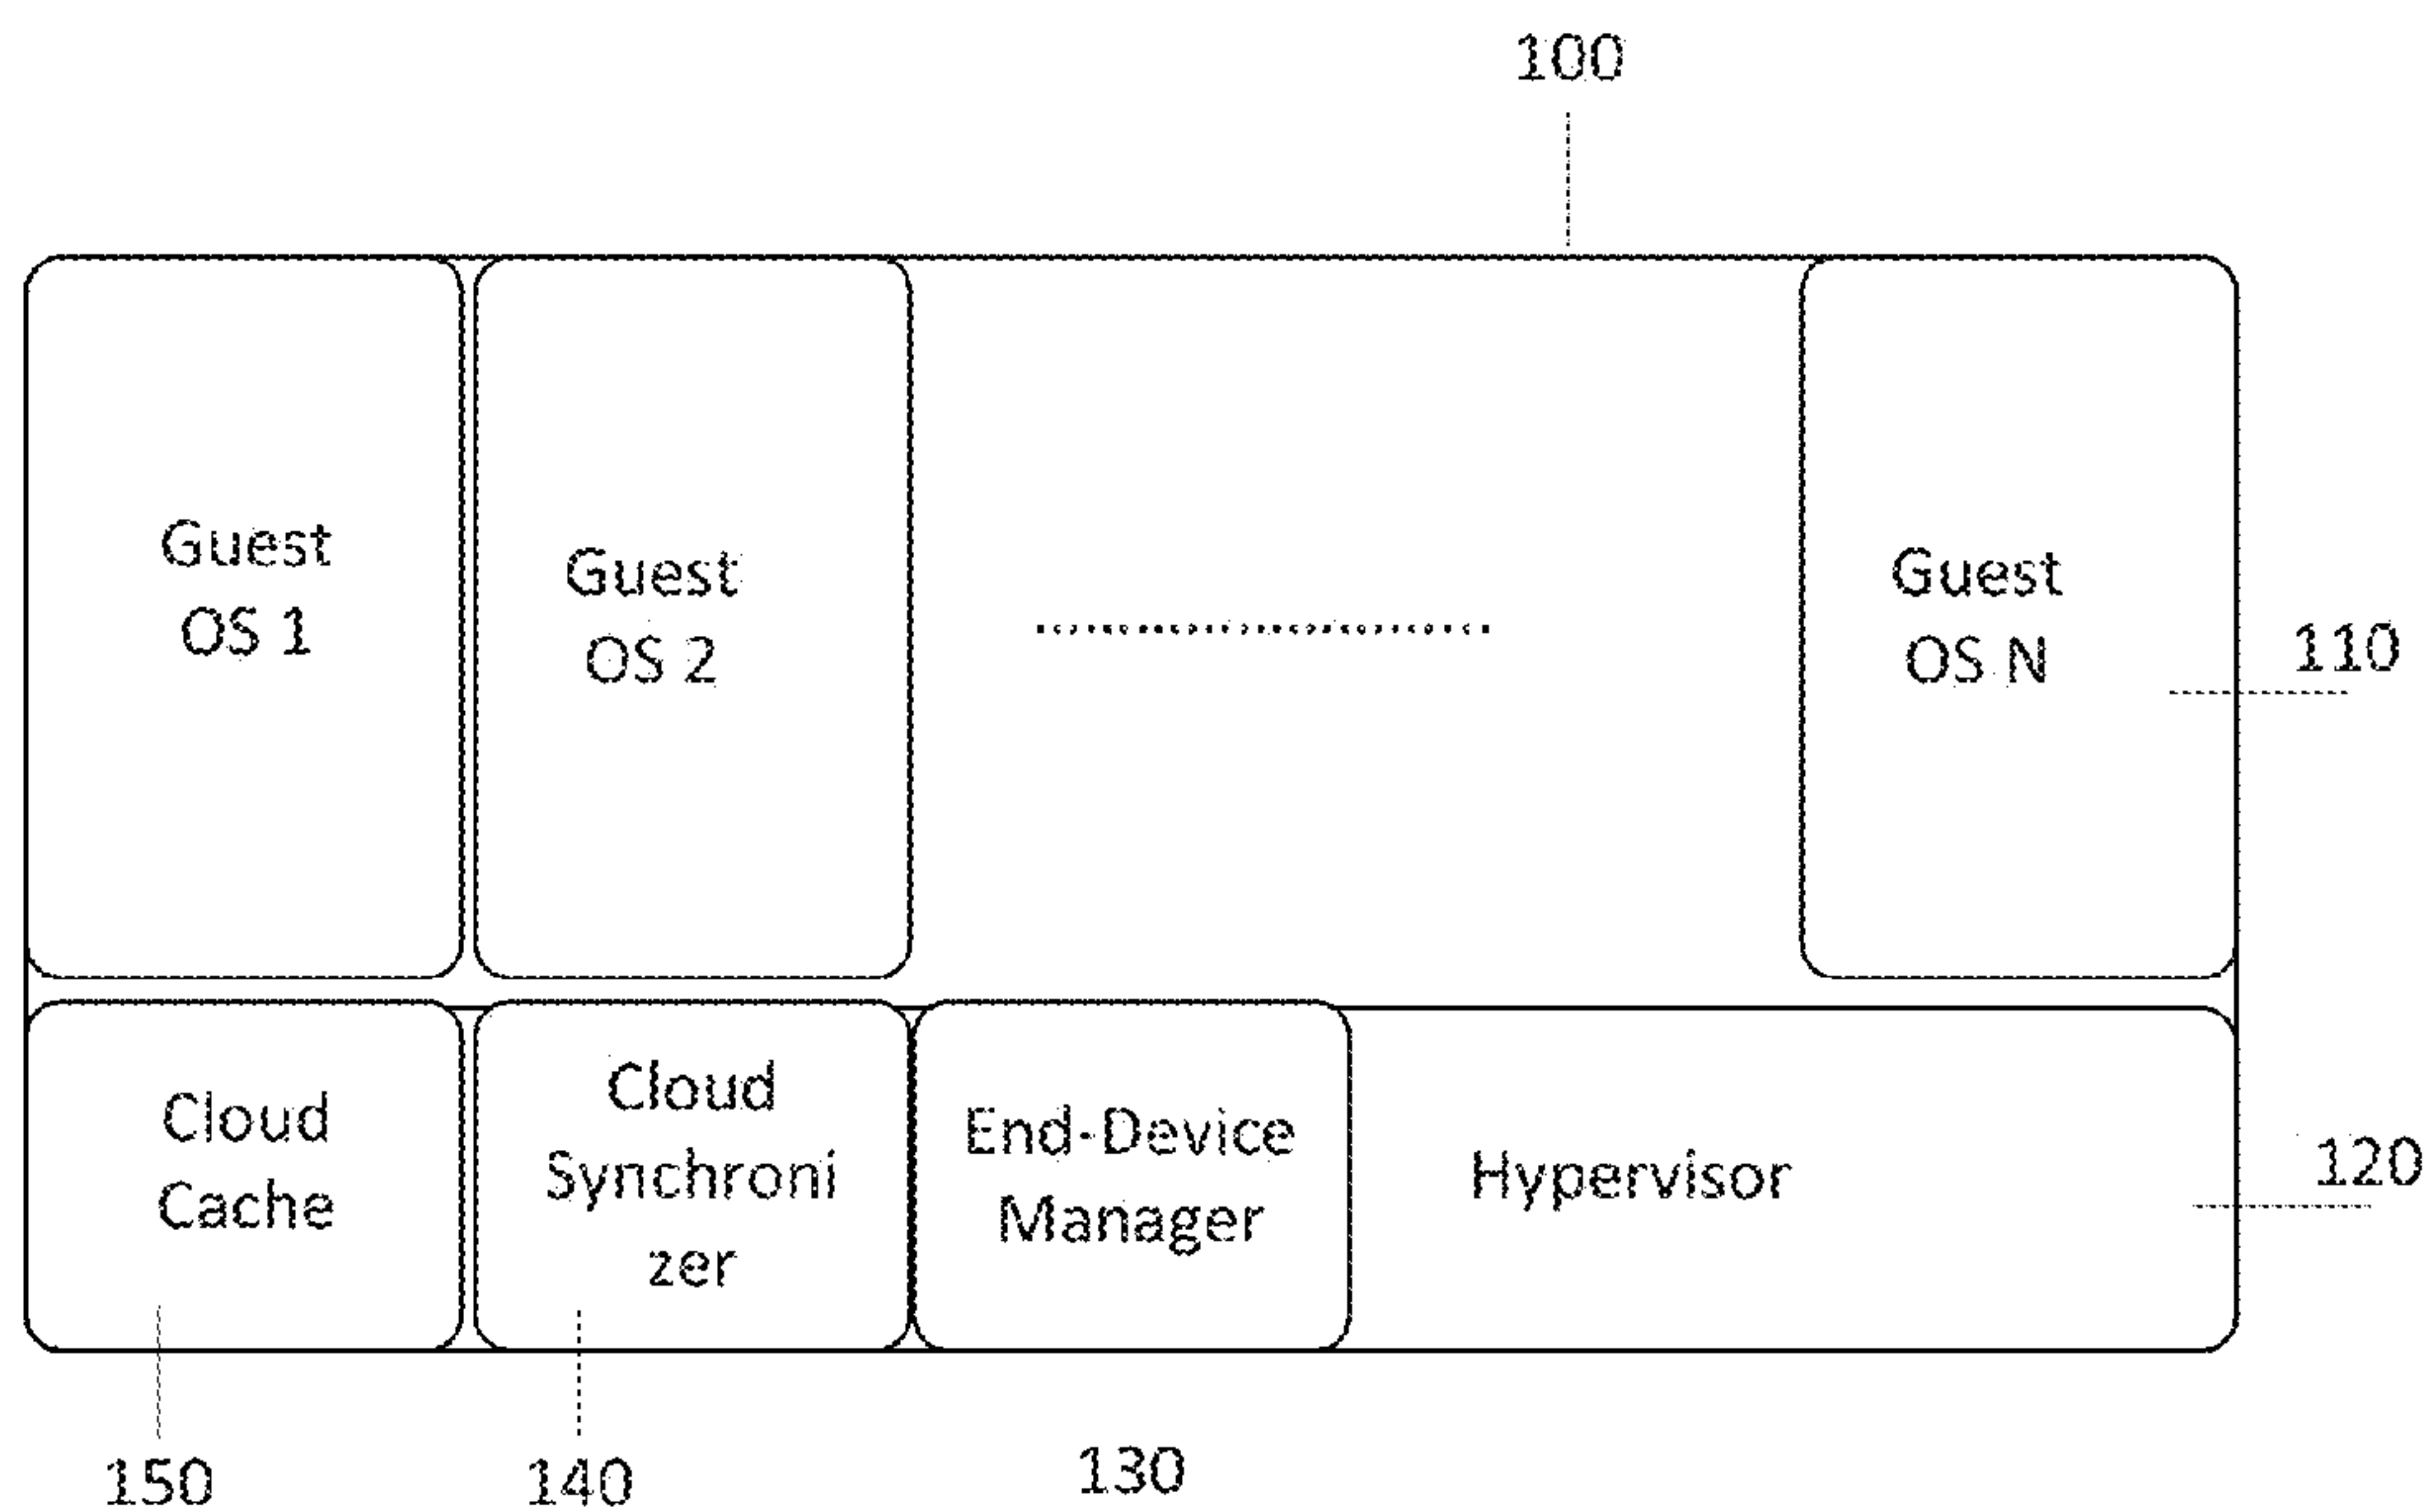 100
Guest
OS 1
Guest
OS 2
....................
Guest
OS N
110
Cloud
Cache
Cloud
Synchroni
zer
End-Device
Manager
Hypervisor
120
150
140
130